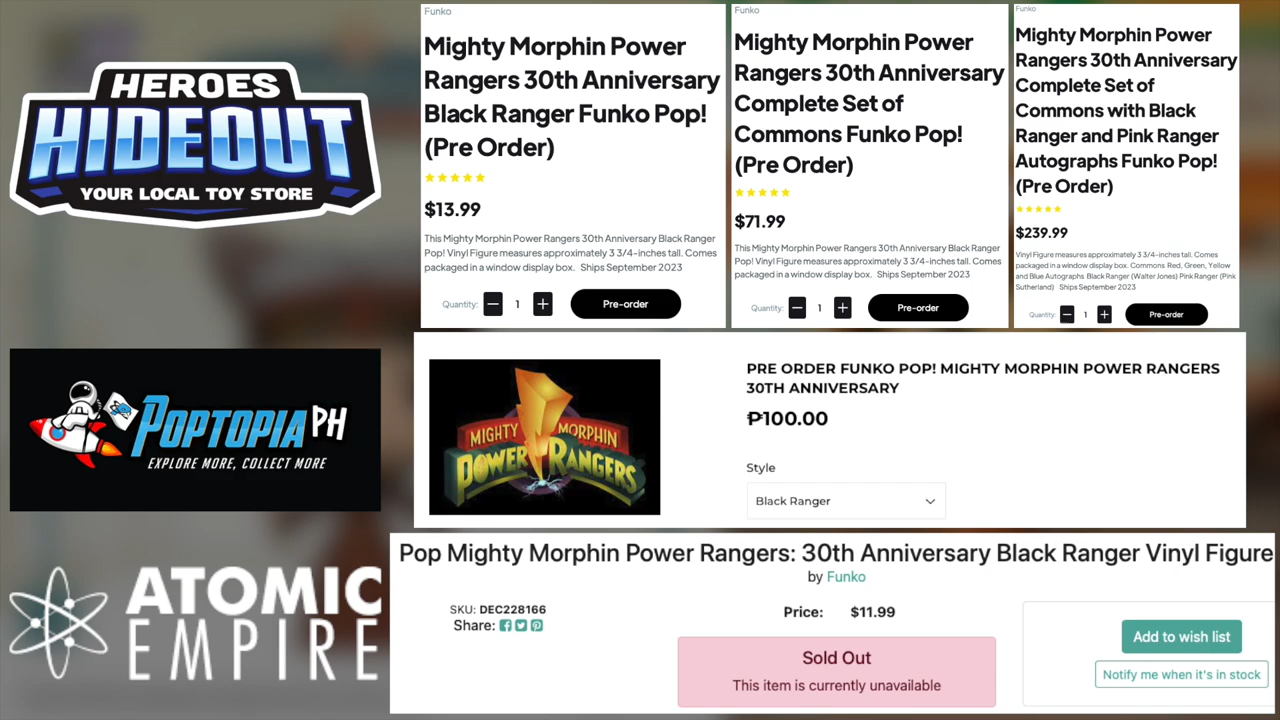 HEROES
HIDEOUT
YOUR LOCAL TOY STORE
Funko
Mighty Morphin Power
Rangers 30th Anniversary
Black Ranger Funko Pop!
(Pre Order)
$13.99
This Mighty Morphin Power Rangers 30th Anniversary Black Ranger
Pop! Vinyl Figure measures approximately 3 3/4-inches tall. Comes
packaged in a window display box. Ships September 2023
Quantity: − 1 + Pre-order
Funko
Mighty Morphin Power
Rangers 30th Anniversary
Complete Set of
Commons Funko Pop!
(Pre Order)
$71.99
This Mighty Morphin Power Rangers 30th Anniversary Black Ranger
Pop! Vinyl Figure measures approximately 3 3/4-inches tall. Comes
packaged in a window display box. Ships September 2023
Quantity: − 1 + Pre-order
Funko
Mighty Morphin Power
Rangers 30th Anniversary
Complete Set of
Commons with Black
Ranger and Pink Ranger
Autographs Funko Pop!
(Pre Order)
$239.99
Vinyl Figure measures approximately 3 3/4-inches tall. Comes
packaged in a window display box. Commons Red, Green, Yellow
and Blue Autographs Black Ranger (Walter Jones) Pink Ranger (Pink
Sutherland) Ships September 2023
Quantity: − 1 + Pre-order
POPTOPIA PH
EXPLORE MORE, COLLECT MORE
MIGHTY MORPHIN
POWER RANGERS
PRE ORDER FUNKO POP! MIGHTY MORPHIN POWER RANGERS
30TH ANNIVERSARY
₱100.00
Style
Black Ranger
ATOMIC
EMPIRE
Pop Mighty Morphin Power Rangers: 30th Anniversary Black Ranger Vinyl Figure
by Funko
SKU: DEC228166
Share:
Price: $11.99
Sold Out
This item is currently unavailable
Add to wish list
Notify me when it's in stock